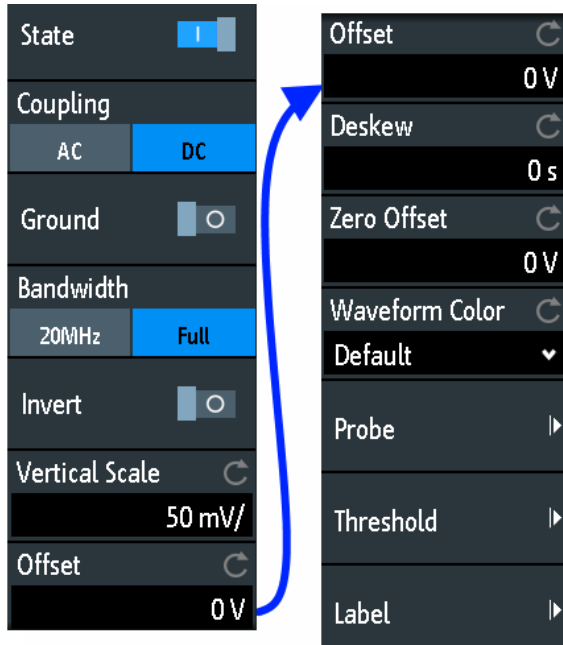 State
Coupling
AC DC
Ground
Bandwidth
20MHz Full
Invert
Vertical Scale
50 mV/
Offset
0 V
Offset
0 V
Deskew
0 s
Zero Offset
0 V
Waveform Color
Default
Probe
Threshold
Label